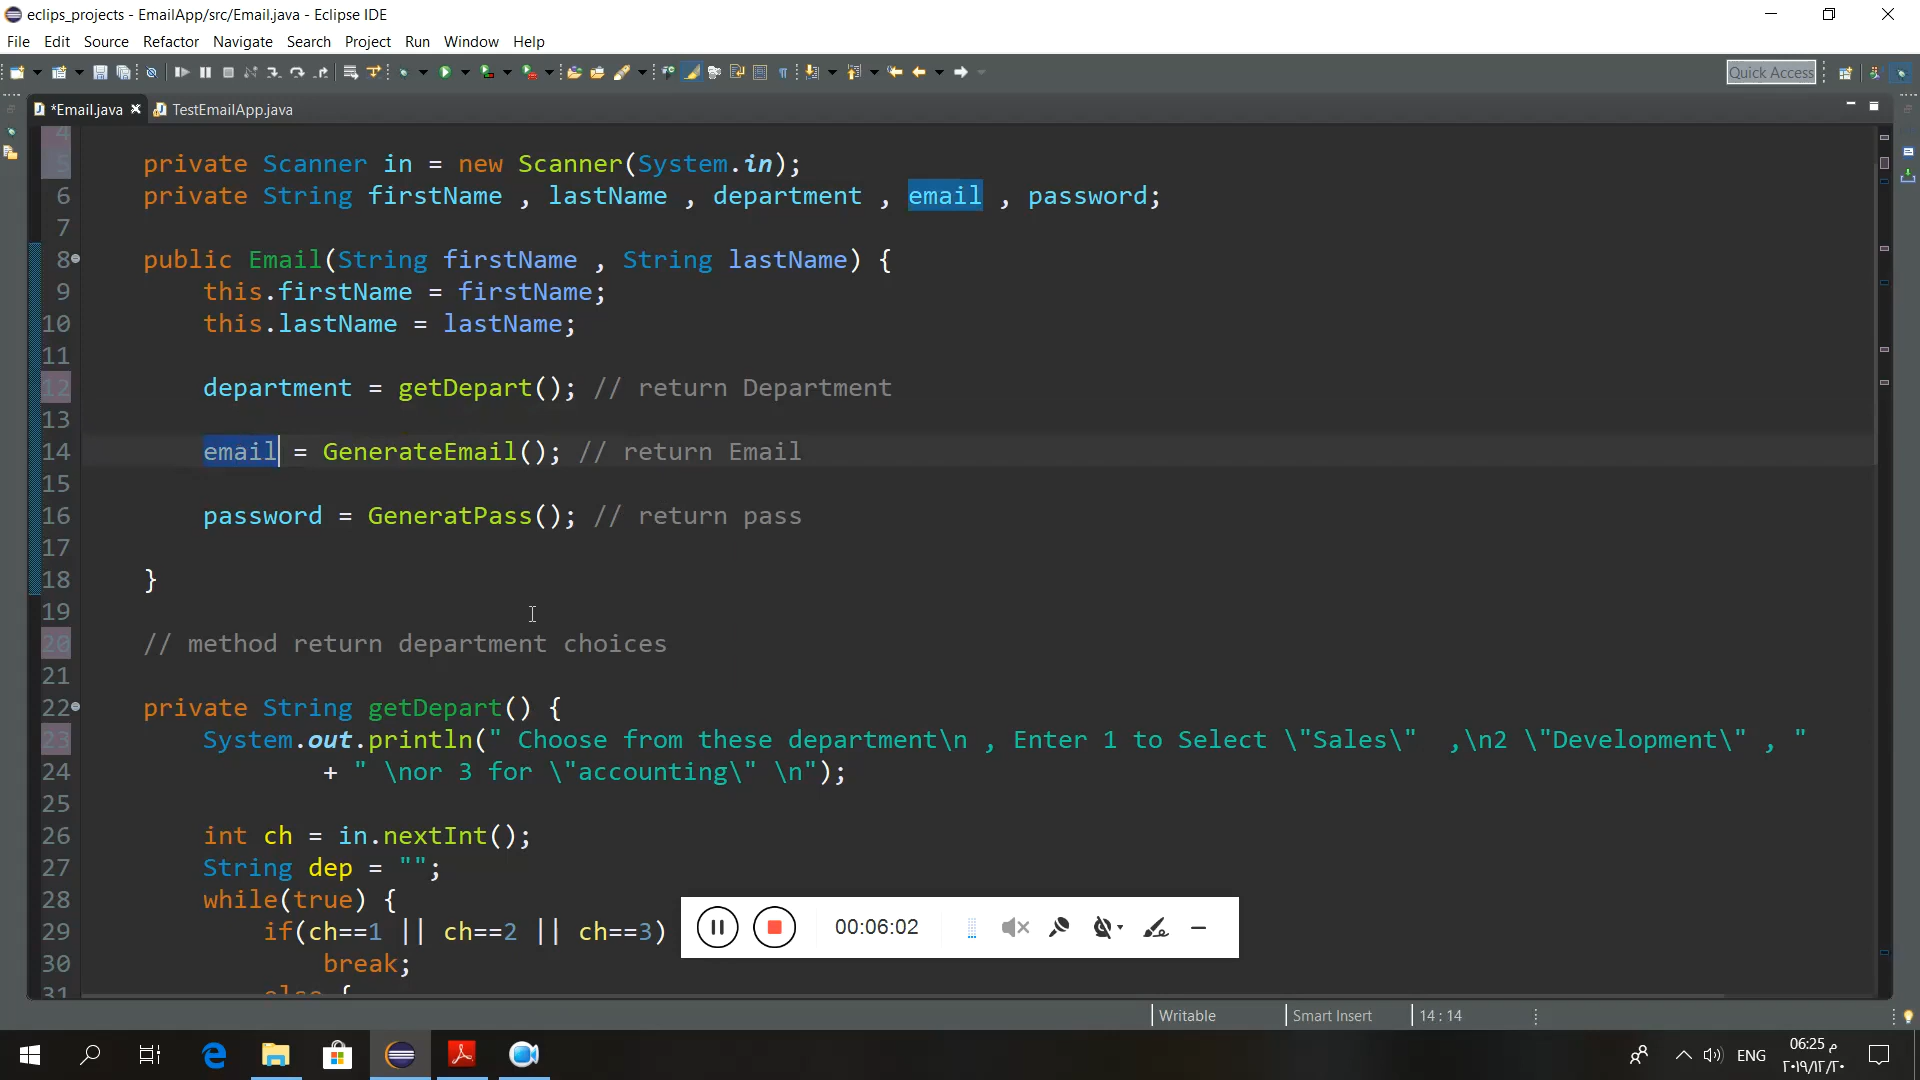 eclips_projects - EmailApp/src/Email.java - Eclipse IDE
File Edit Source Refactor Navigate Search Project Run Window Help
Quick Access
*Email.java TestEmailApp.java
4
5 private Scanner in = new Scanner(System.in);
6 private String firstName , lastName , department , email , password;
7
8 public Email(String firstName , String lastName) {
9 this.firstName = firstName;
10 this.lastName = lastName;
11
12 department = getDepart(); // return Department
13
14 email = GenerateEmail(); // return Email
15
16 password = GeneratPass(); // return pass
17
18 }
19
20 // method return department choices
21
22 private String getDepart() {
23 System.out.println(" Choose from these department\n , Enter 1 to Select \"Sales\"  ,\n2 \"Development\" , "
24 + " \nor 3 for \"accounting\" \n");
25
26 int ch = in.nextInt();
27 String dep = "";
28 while(true) {
29 if(ch==1 || ch==2 || ch==3)
30 break;
31 else {
00:06:02
Writable Smart Insert 14 : 14
ENG
06:25 م
٢٠١٩/١٢/٢٠